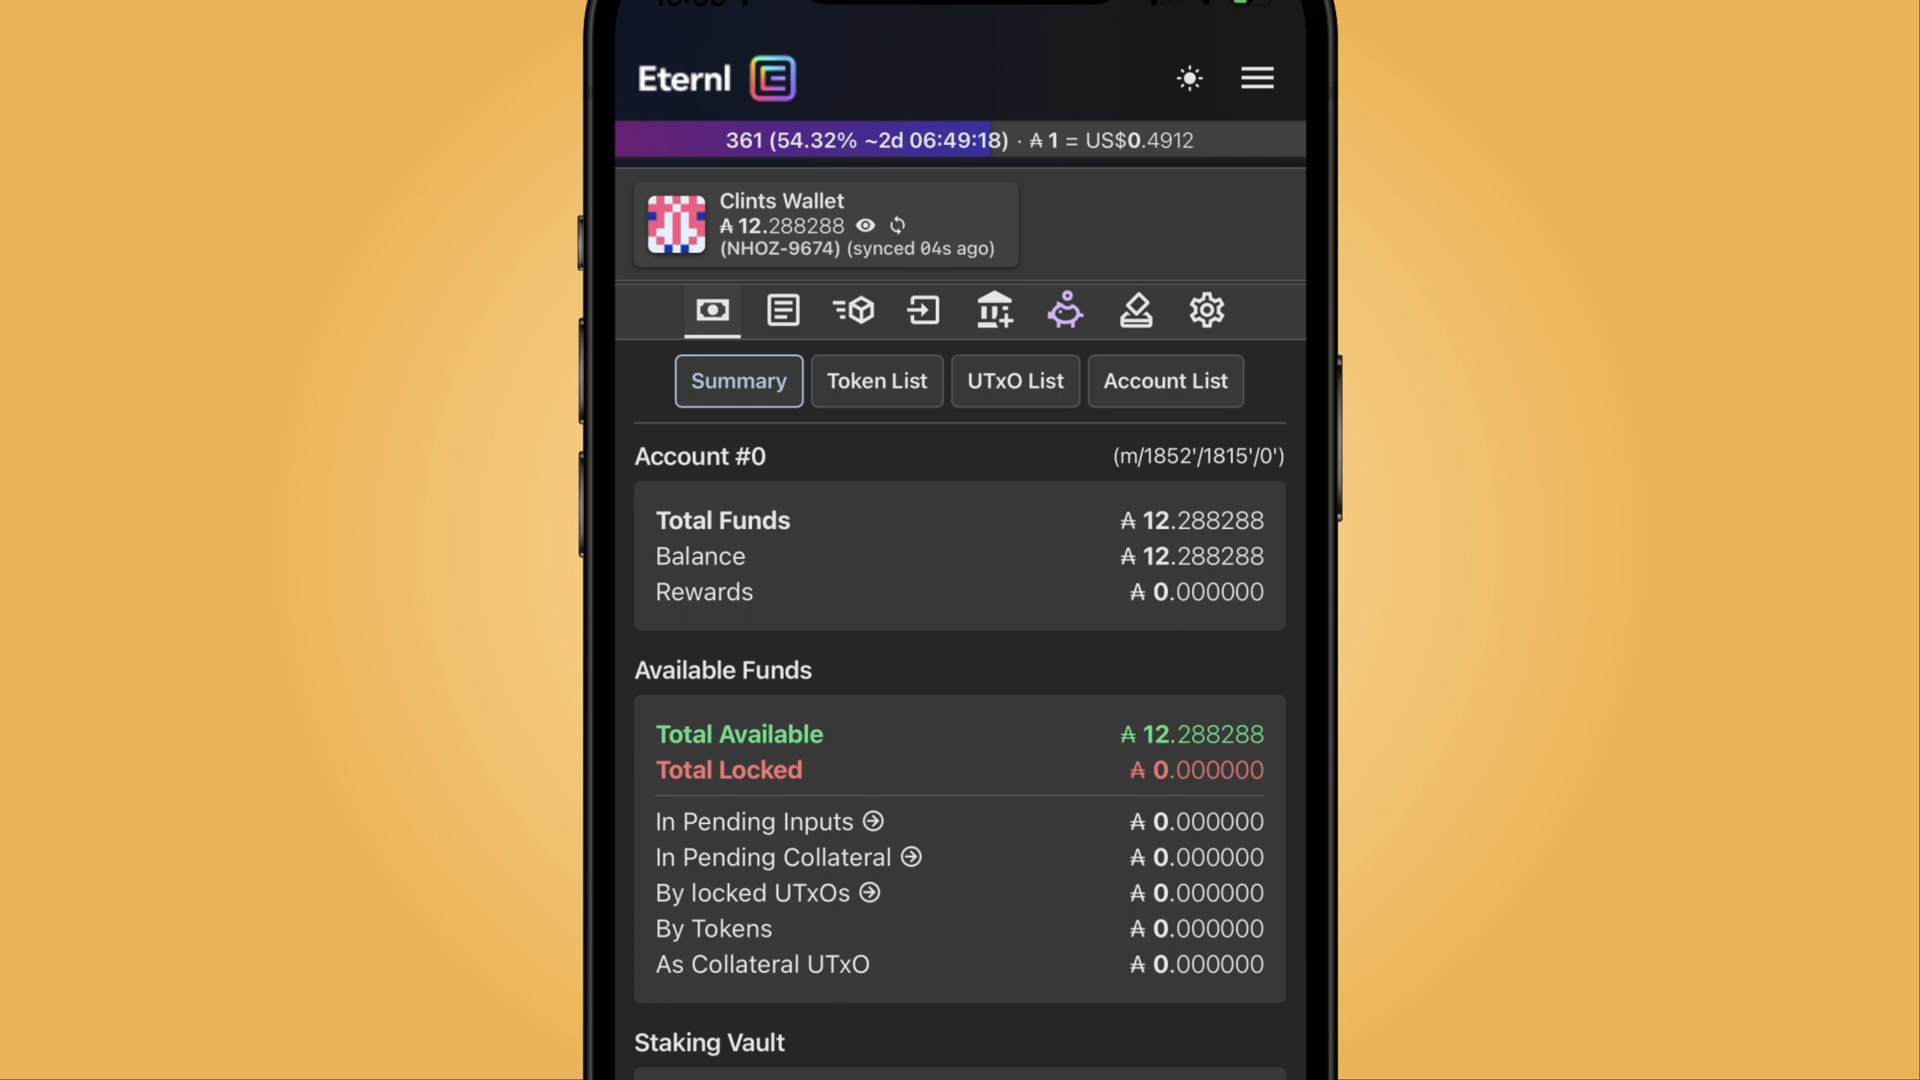 Eternl
361 (54.32% ~2d 06:49:18) · ₳ 1 = US$0.4912
Clints Wallet
₳ 12.288288
(NHOZ-9674) (synced 04s ago)
Summary
Token List
UTxO List
Account List
Account #0 (m/1852'/1815'/0')
Total Funds ₳ 12.288288
Balance ₳ 12.288288
Rewards ₳ 0.000000
Available Funds
Total Available ₳ 12.288288
Total Locked ₳ 0.000000
In Pending Inputs ₳ 0.000000
In Pending Collateral ₳ 0.000000
By locked UTxOs ₳ 0.000000
By Tokens ₳ 0.000000
As Collateral UTxO ₳ 0.000000
Staking Vault